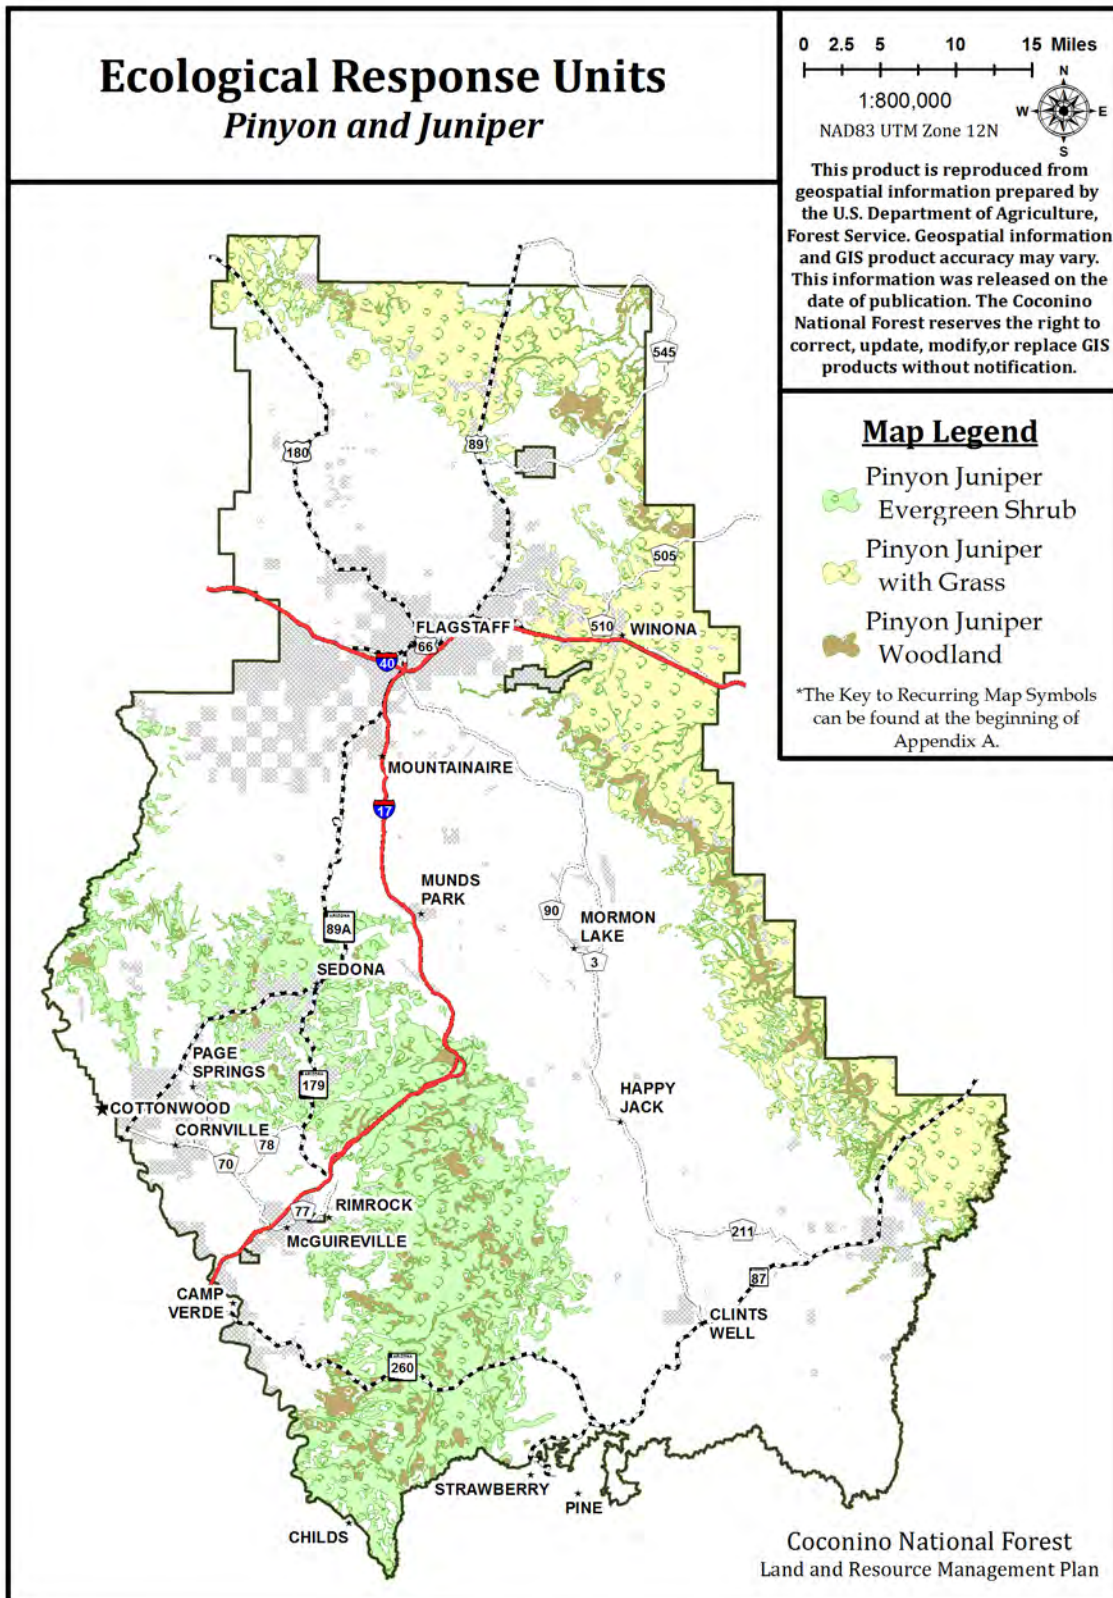 Ecological Response Units
Pinyon and Juniper
0 2.5 5 10 15 Miles
1:800,000
NAD83 UTM Zone 12N
N
W
E
S
This product is reproduced from
geospatial information prepared by
the U.S. Department of Agriculture,
Forest Service. Geospatial information
and GIS product accuracy may vary.
This information was released on the
date of publication. The Coconino
National Forest reserves the right to
correct, update, modify,or replace GIS
products without notification.
Map Legend
Pinyon Juniper
Evergreen Shrub
Pinyon Juniper
with Grass
Pinyon Juniper
Woodland
*The Key to Recurring Map Symbols
can be found at the beginning of
Appendix A.
545
180
89
505
FLAGSTAFF
510
WINONA
66
40
MOUNTAINAIRE
17
MUNDS
PARK
90
89A
MORMON
LAKE
3
SEDONA
PAGE
SPRINGS
179
HAPPY
JACK
COTTONWOOD
CORNVILLE
78
70
RIMROCK
77
McGUIREVILLE
211
87
CAMP
VERDE
CLINTS
WELL
260
STRAWBERRY
PINE
CHILDS
Coconino National Forest
Land and Resource Management Plan